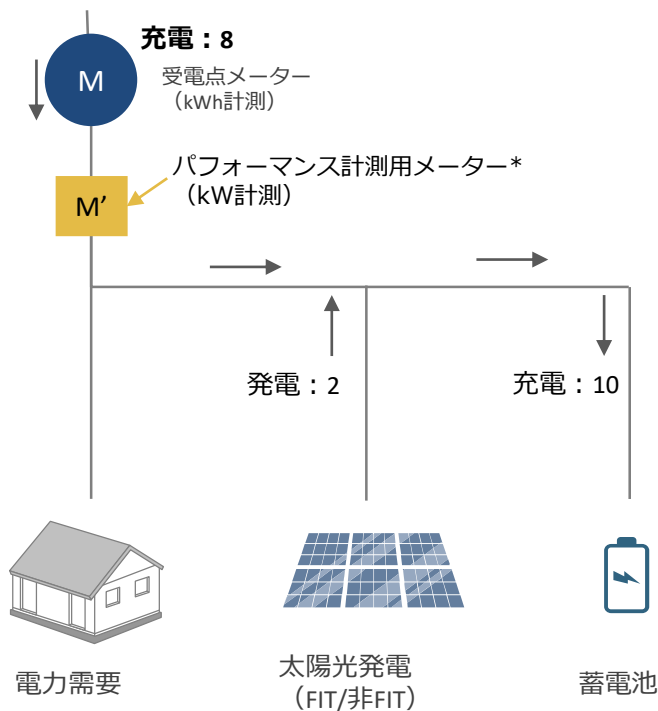 充電：8
M
受電点メーター
（kWh計測）
パフォーマンス計測用メーター*
（kW計測）
M’
発電：2
充電：10
電力需要
太陽光発電
（FIT/非FIT）
蓄電池